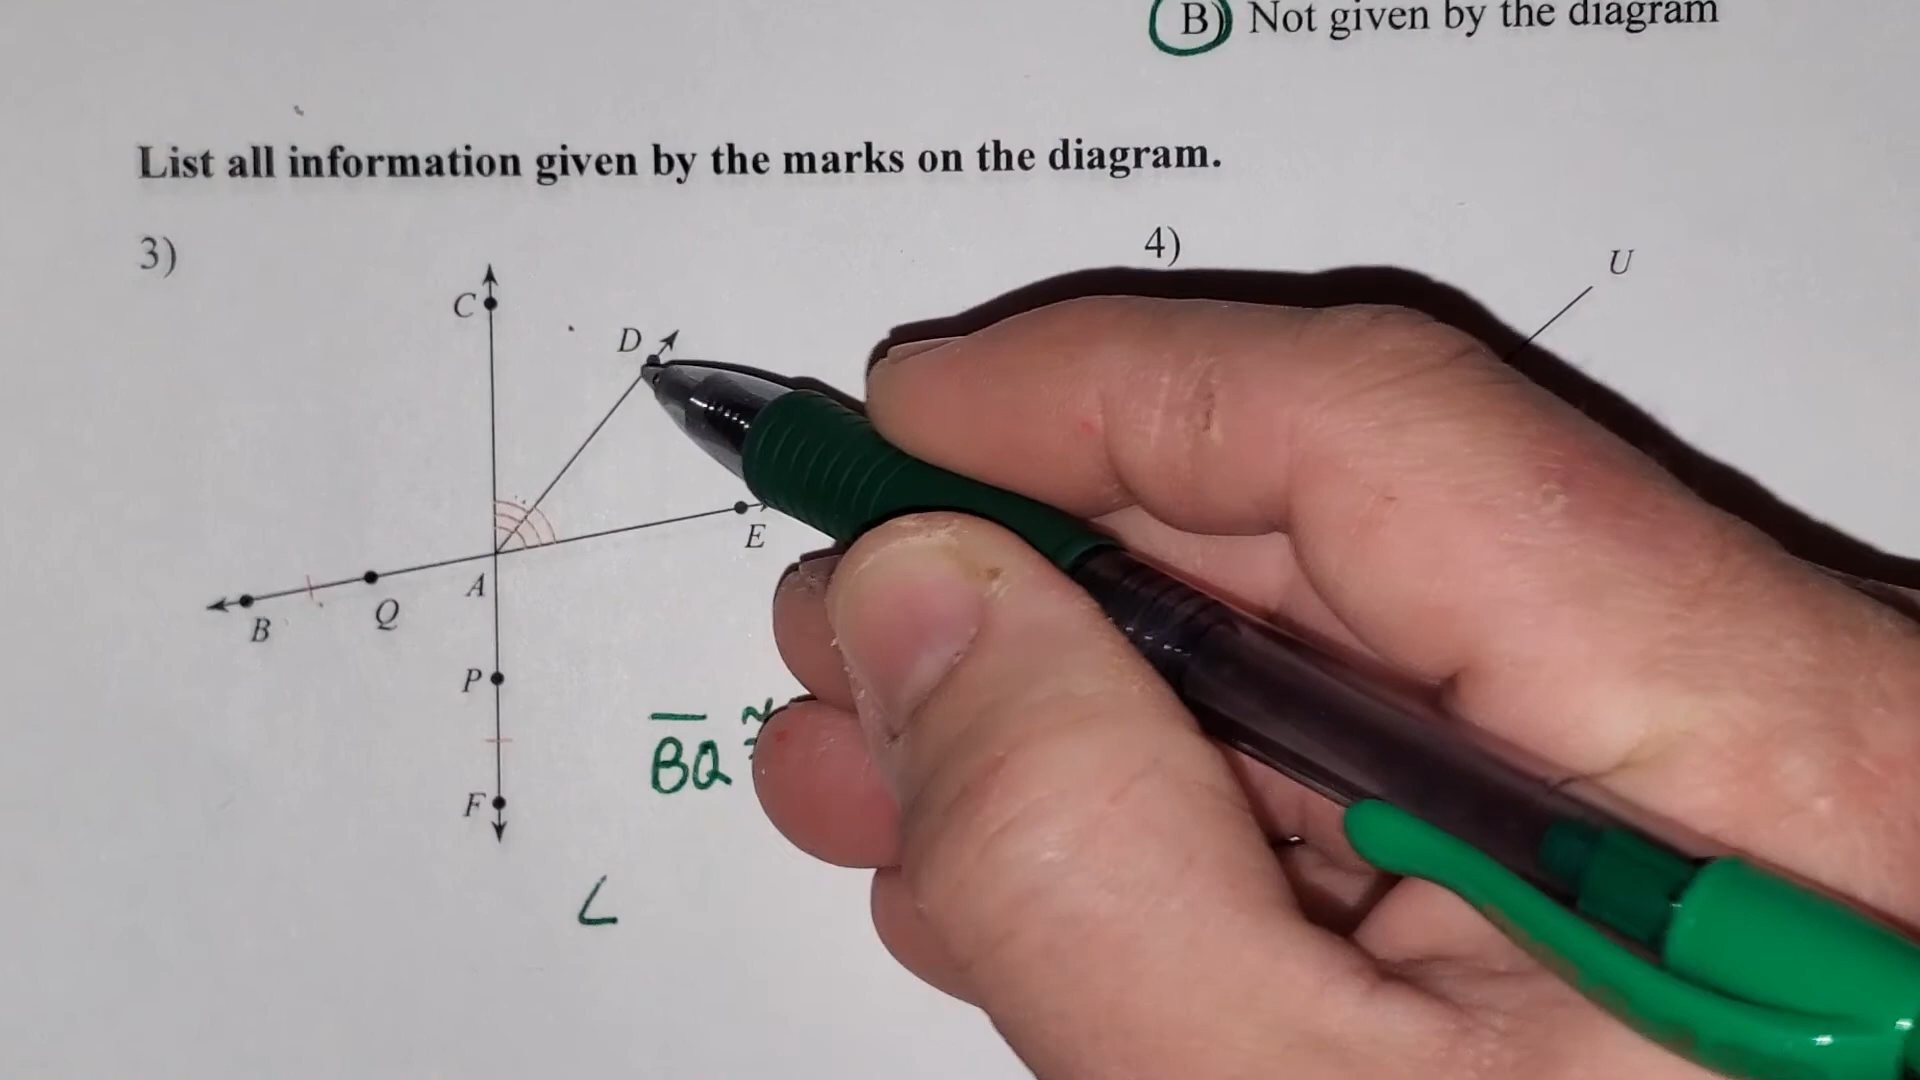 B) Not given by the diagram
List all information given by the marks on the diagram.
3)
4)
U
C
D
E
A
B
Q
P
F
BQ ≅
∠